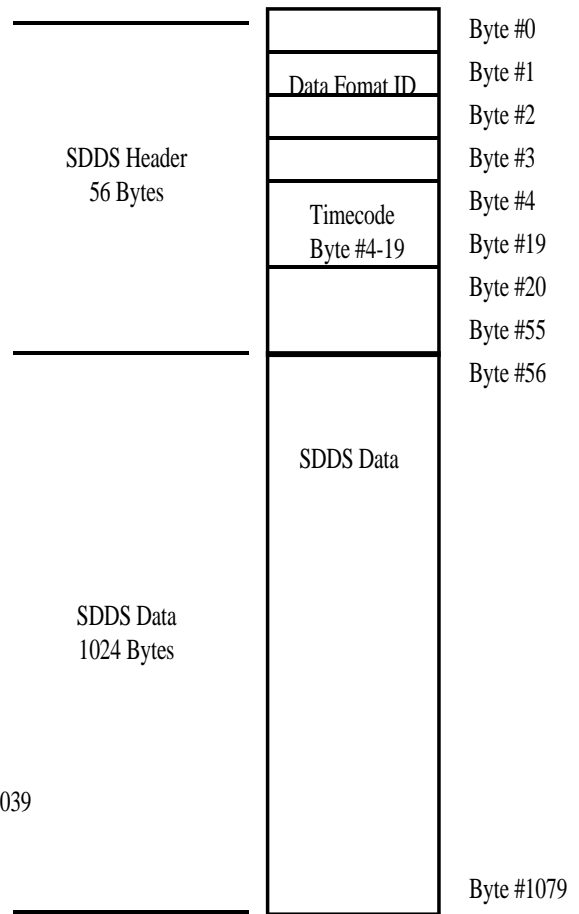 Byte #0
Data Fomat ID
Byte #1
Byte #2
SDDS Header
56 Bytes
Byte #3
Timecode
Byte #4-19
Byte #4
Byte #19
Byte #20
Byte #55
Byte #56
SDDS Data
SDDS Data
1024 Bytes
039
Byte #1079